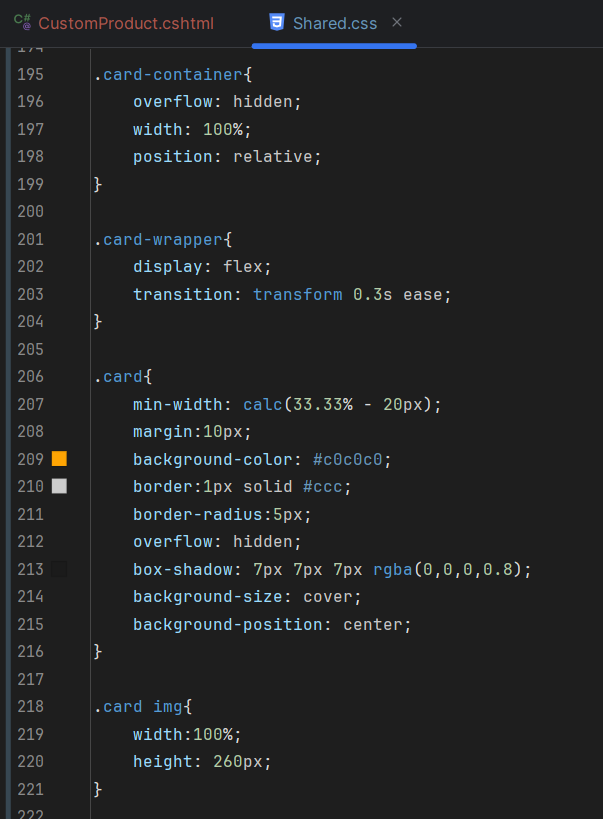 C# CustomProduct.cshtml Shared.css ×
194
195 .card-container{
196 overflow: hidden;
197 width: 100%;
198 position: relative;
199 }
200
201 .card-wrapper{
202 display: flex;
203 transition: transform 0.3s ease;
204 }
205
206 .card{
207 min-width: calc(33.33% - 20px);
208 margin:10px;
209 background-color: #c0c0c0;
210 border:1px solid #ccc;
211 border-radius:5px;
212 overflow: hidden;
213 box-shadow: 7px 7px 7px rgba(0,0,0,0.8);
214 background-size: cover;
215 background-position: center;
216 }
217
218 .card img{
219 width:100%;
220 height: 260px;
221 }
222